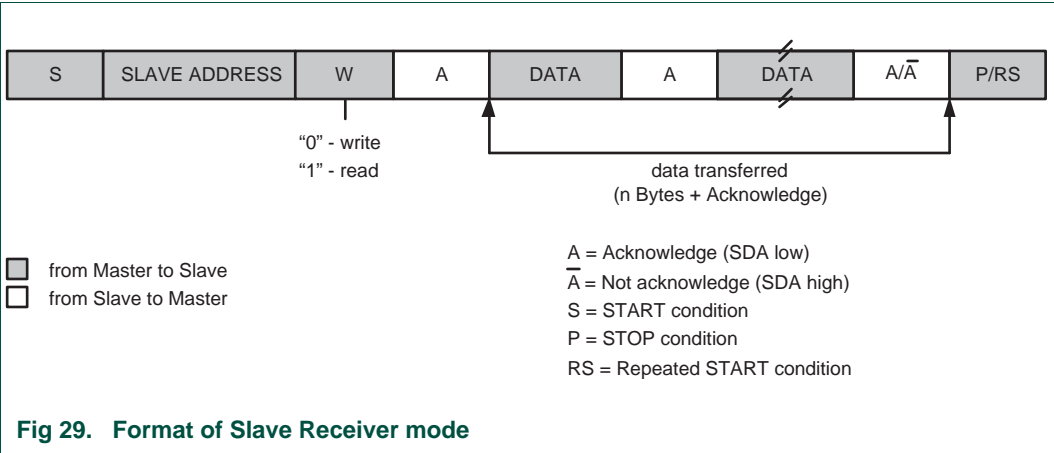 S SLAVE ADDRESS W A DATA A DATA A/A̅ P/RS
“0” - write
“1” - read
data transferred
(n Bytes + Acknowledge)
from Master to Slave
from Slave to Master
A = Acknowledge (SDA low)
A̅ = Not acknowledge (SDA high)
S = START condition
P = STOP condition
RS = Repeated START condition
Fig 29. Format of Slave Receiver mode